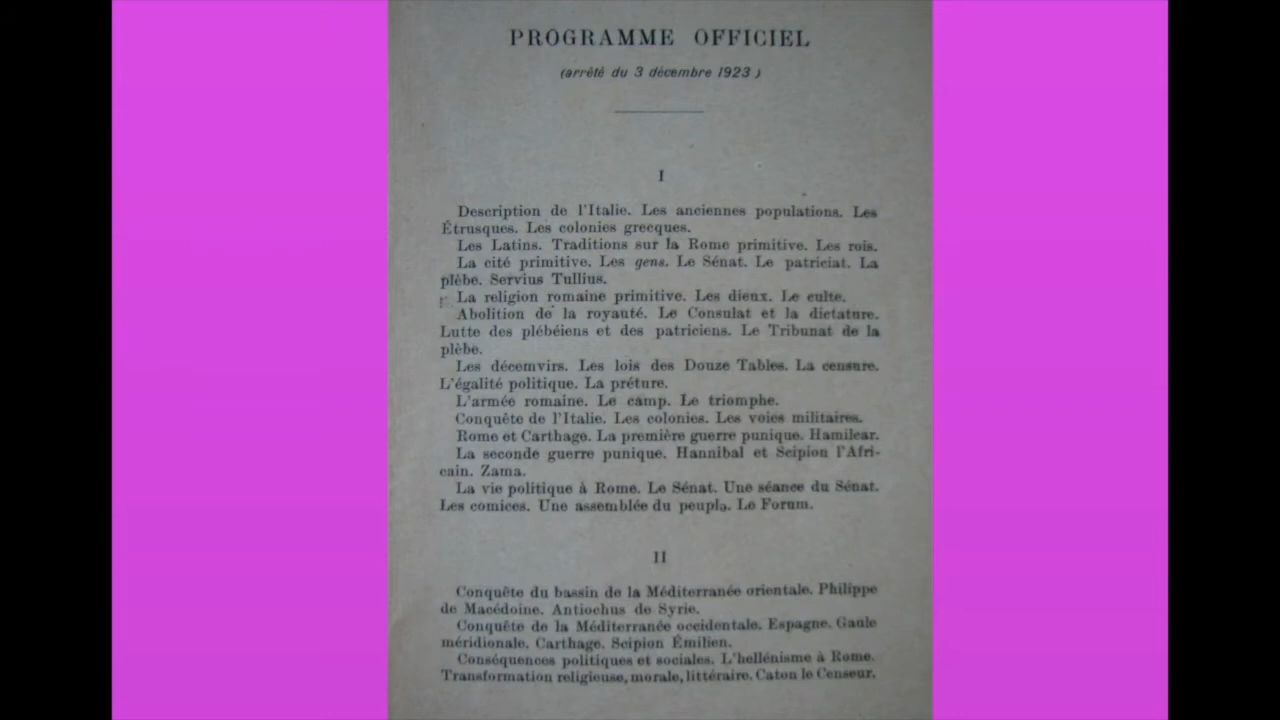 PROGRAMME OFFICIEL
(arrêté du 3 décembre 1923)
I
Description de l'Italie. Les anciennes populations. Les
Étrusques. Les colonies grecques.
Les Latins. Traditions sur la Rome primitive. Les rois.
La cité primitive. Les gens. Le Sénat. Le patriciat. La
plèbe. Servius Tullius.
La religion romaine primitive. Les dieux. Le culte.
Abolition de la royauté. Le Consulat et la dictature.
Lutte des plébéiens et des patriciens. Le Tribunat de la
plèbe.
Les décemvirs. Les lois des Douze Tables. La censure.
L'égalité politique. La préture.
L'armée romaine. Le camp. Le triomphe.
Conquête de l'Italie. Les colonies. Les voies militaires.
Rome et Carthage. La première guerre punique. Hamilcar.
La seconde guerre punique. Hannibal et Scipion l'Afri-
cain. Zama.
La vie politique à Rome. Le Sénat. Une séance du Sénat.
Les comices. Une assemblée du peuple. Le Forum.
II
Conquête du bassin de la Méditerranée orientale. Philippe
de Macédoine. Antiochus de Syrie.
Conquête de la Méditerranée occidentale. Espagne. Gaule
méridionale. Carthage. Scipion Émilien.
Conséquences politiques et sociales. L'hellénisme à Rome.
Transformation religieuse, morale, littéraire. Caton le Censeur.